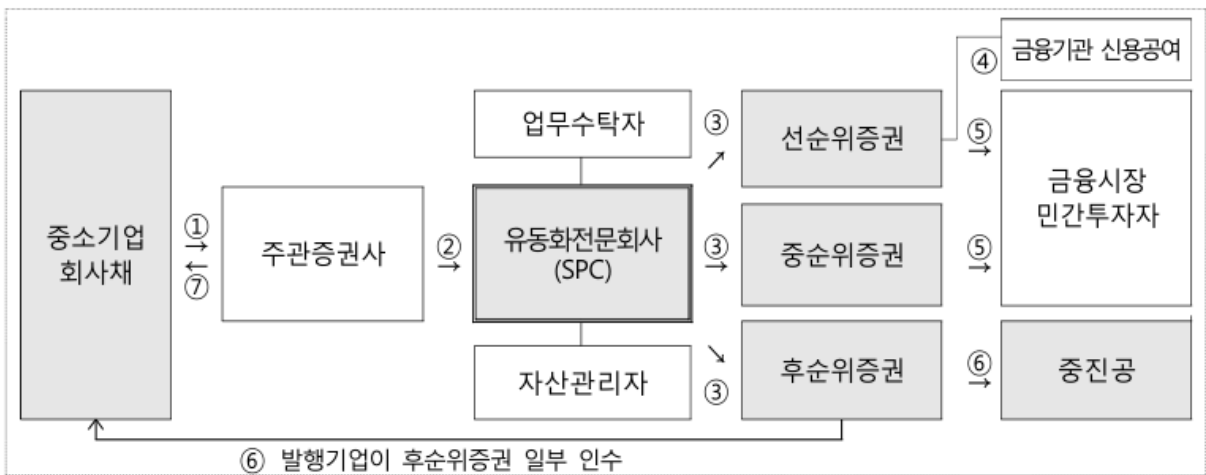 금융기관 신용공여
④
업무수탁자
③
↗
선순위증권
⑤
→
금융시장
민간투자자
중소기업
회사채
①
→
←
⑦
주관증권사
②
→
유동화전문회사
(SPC)
③
→
중순위증권
⑤
→
자산관리자
↘
③
후순위증권
⑥
→
중진공
⑥ 발행기업이 후순위증권 일부 인수